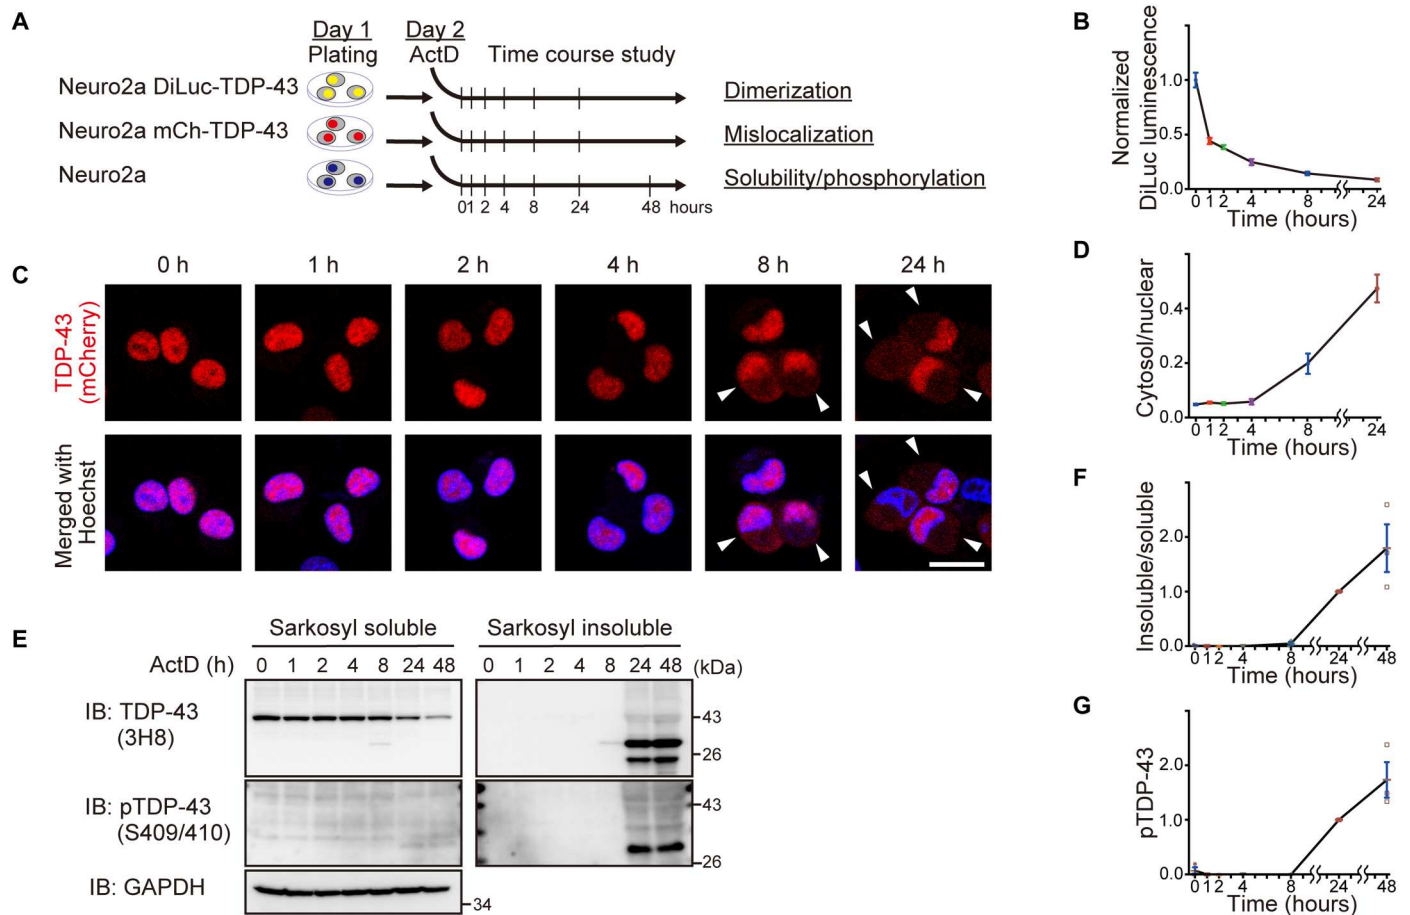 A
Day 1
Plating
Day 2
ActD
Time course study
Neuro2a DiLuc-TDP-43
Dimerization
Neuro2a mCh-TDP-43
Mislocalization
Neuro2a
Solubility/phosphorylation
01 2 4 8 24 48 hours
B
Normalized
DiLuc luminescence
1.0
0.5
0.0
0 1 2 4 8 24
Time (hours)
C
0 h 1 h 2 h 4 h 8 h 24 h
TDP-43
(mCherry)
Merged with
Hoechst
D
Cytosol/nuclear
0.4
0.2
0.0
0 1 2 4 8 24
Time (hours)
E
Sarkosyl soluble Sarkosyl insoluble
ActD (h) 0 1 2 4 8 24 48 0 1 2 4 8 24 48 (kDa)
IB: TDP-43
(3H8)
43
26
IB: pTDP-43
(S409/410)
43
26
IB: GAPDH
34
F
Insoluble/soluble
2.0
1.0
0.0
0 1 2 4 8 24 48
Time (hours)
G
pTDP-43
2.0
1.0
0.0
0 1 2 4 8 24 48
Time (hours)